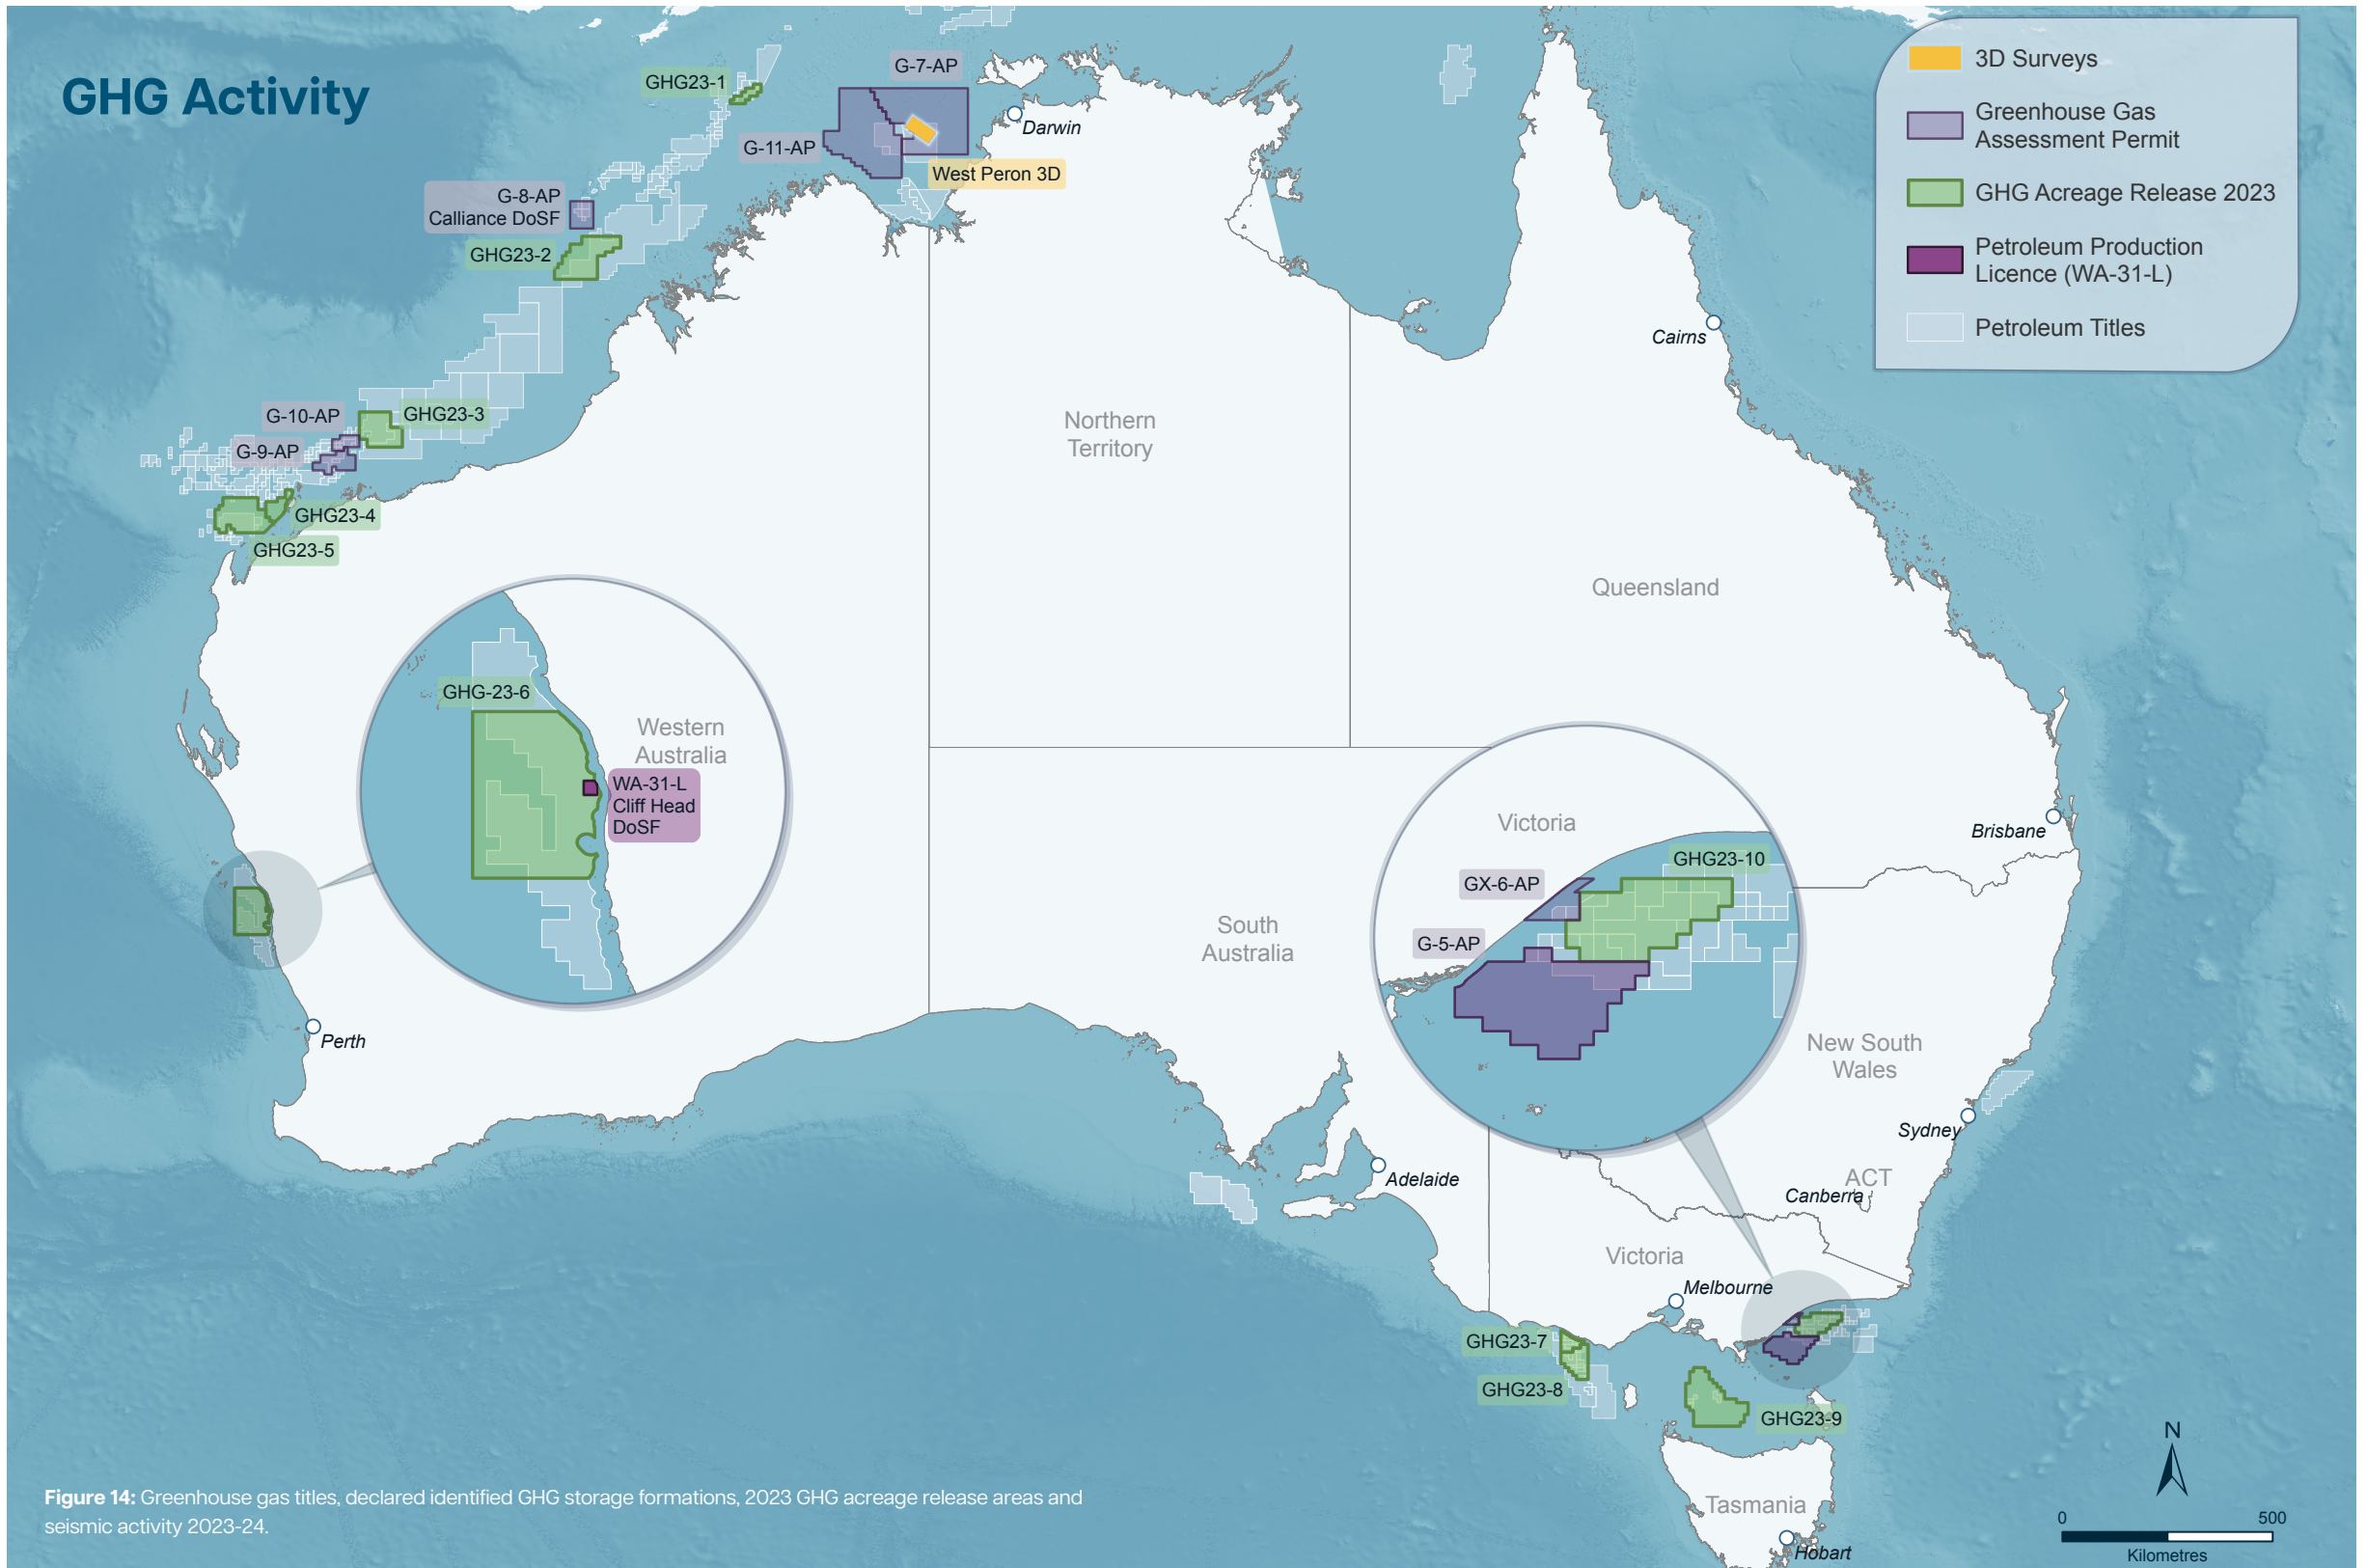 GHG Activity
3D Surveys
Greenhouse Gas
Assessment Permit
GHG Acreage Release 2023
Petroleum Production
Licence (WA-31-L)
Petroleum Titles
G-7-AP
GHG23-1
Darwin
G-11-AP
West Peron 3D
G-8-AP
Calliance DoSF
GHG23-2
Cairns
G-10-AP
GHG23-3
Northern
Territory
G-9-AP
GHG23-4
GHG23-5
Queensland
GHG-23-6
Western
Australia
WA-31-L
Cliff Head
DoSF
Victoria
GHG23-10
GX-6-AP
G-5-AP
Brisbane
South
Australia
Perth
New South
Wales
Sydney
Adelaide
ACT
Canberra
Victoria
Melbourne
GHG23-7
GHG23-8
GHG23-9
Tasmania
Hobart
N
0 500
Kilometres
Figure 14: Greenhouse gas titles, declared identified GHG storage formations, 2023 GHG acreage release areas and
seismic activity 2023-24.